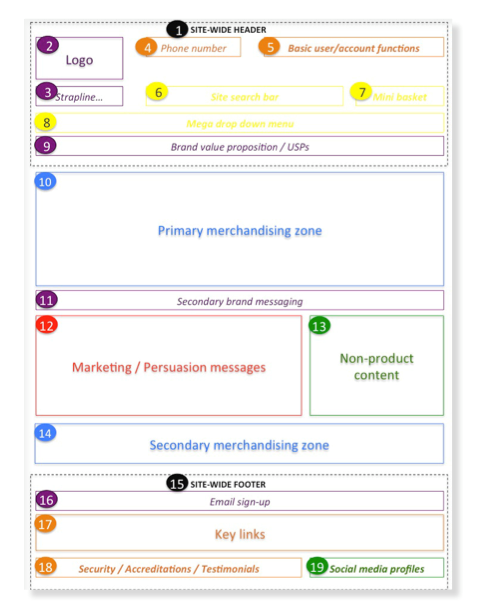 1 SITE-WIDE HEADER
2 Logo
4 Phone number
5 Basic user/account functions
3 Strapline...
6 Site search bar
7 Mini basket
8 Mega drop down menu
9 Brand value proposition / USPs
10
Primary merchandising zone
11 Secondary brand messaging
12
Marketing / Persuasion messages
13
Non-product
content
14
Secondary merchandising zone
15 SITE-WIDE FOOTER
16 Email sign-up
17
Key links
18 Security / Accreditations / Testimonials
19 Social media profiles